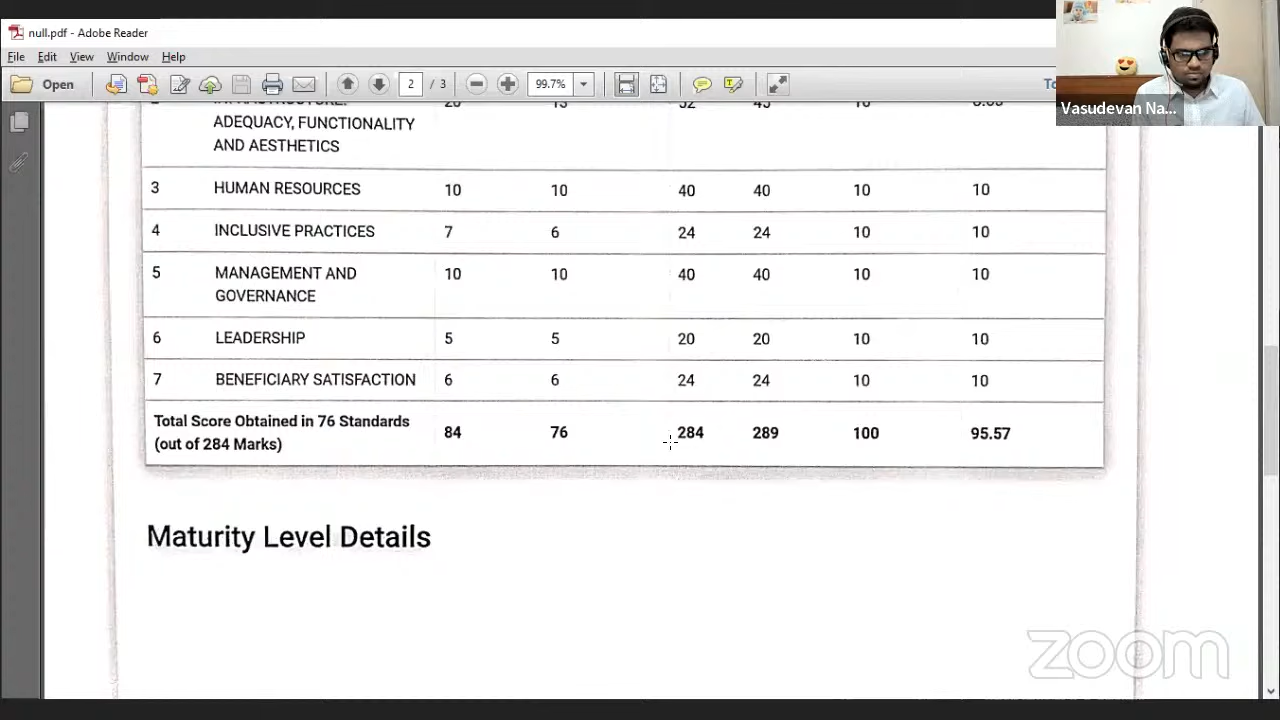 null.pdf - Adobe Reader
File Edit View Window Help
Open 2 / 3 99.7%
Vasudevan Na...
ADEQUACY, FUNCTIONALITY
AND AESTHETICS
3 HUMAN RESOURCES 10 10 40 40 10 10
4 INCLUSIVE PRACTICES 7 6 24 24 10 10
5 MANAGEMENT AND 10 10 40 40 10 10
GOVERNANCE
6 LEADERSHIP 5 5 20 20 10 10
7 BENEFICIARY SATISFACTION 6 6 24 24 10 10
Total Score Obtained in 76 Standards
(out of 284 Marks) 84 76 284 289 100 95.57
Maturity Level Details
zoom